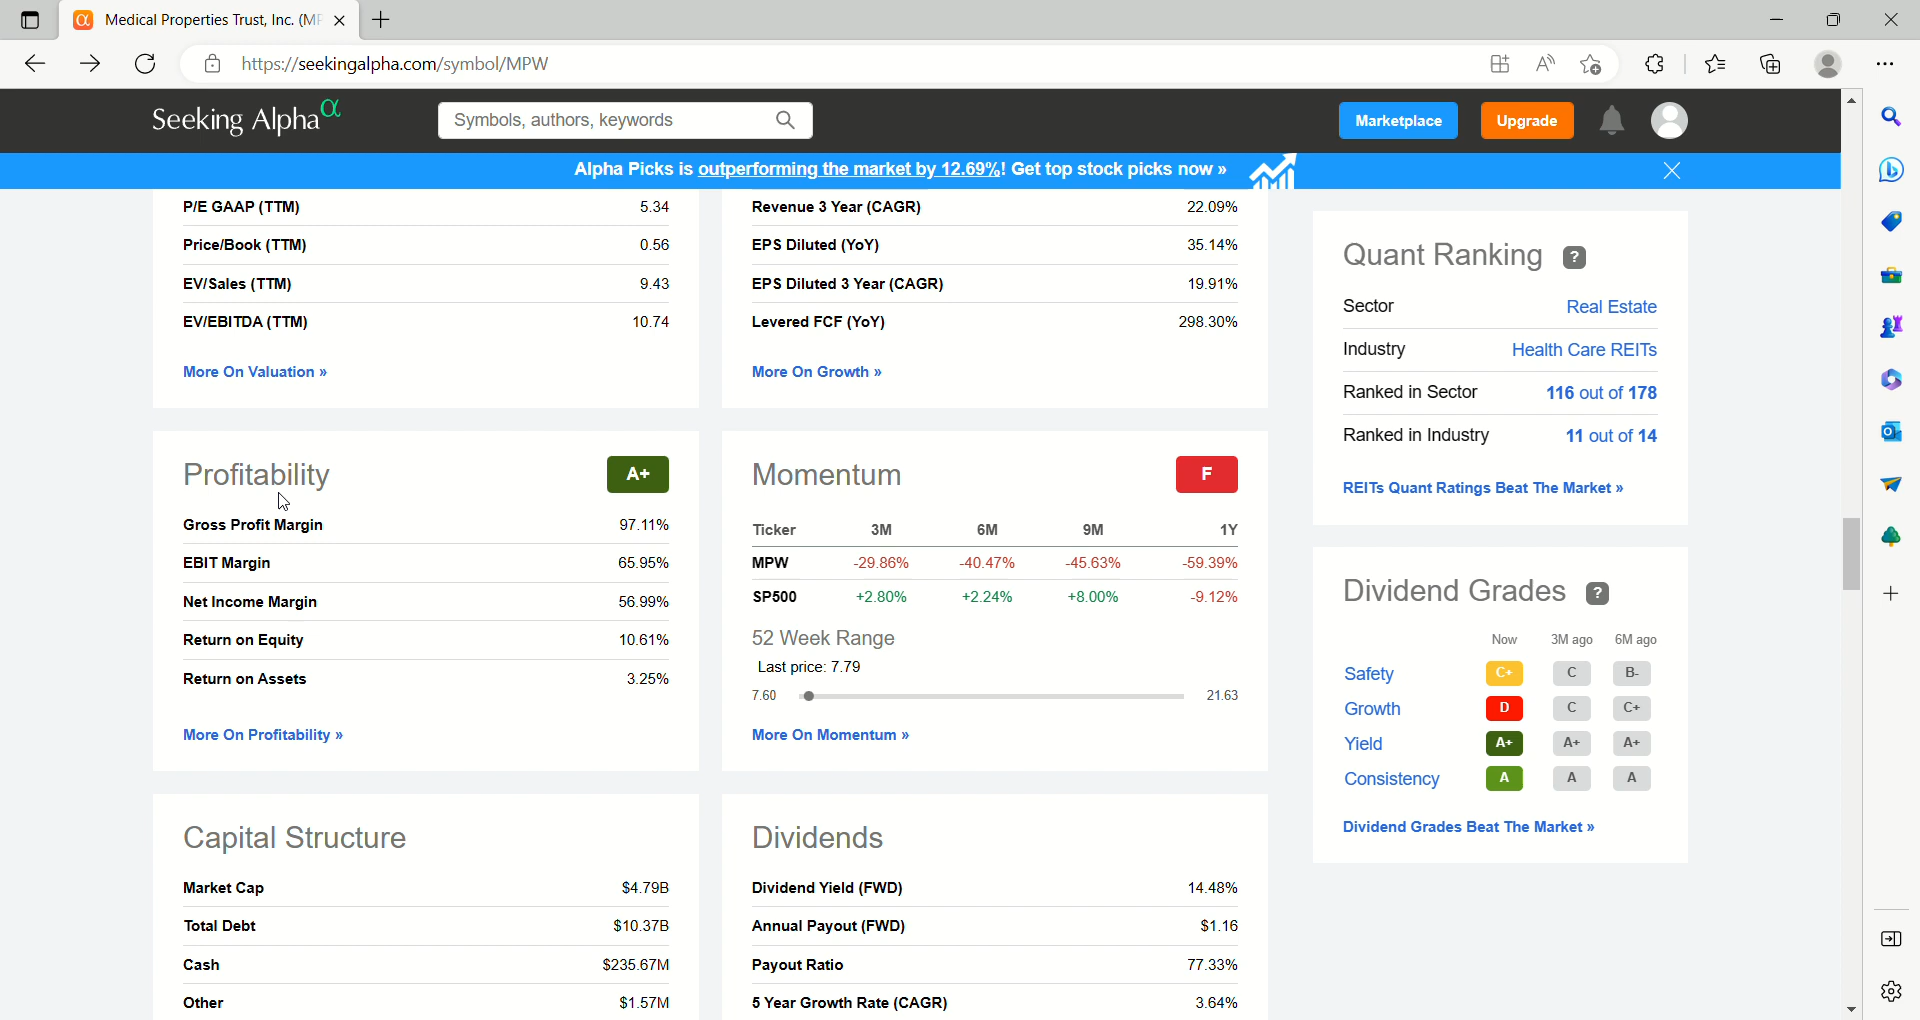 Medical Properties Trust, Inc. (MP
https://seekingalpha.com/symbol/MPW
Seeking Alpha α
Symbols, authors, keywords
Marketplace
Upgrade
Alpha Picks is outperforming the market by 12.69%! Get top stock picks now »
P/E GAAP (TTM) 5.34
Price/Book (TTM) 0.56
EV/Sales (TTM) 9.43
EV/EBITDA (TTM) 10.74
More On Valuation »
Revenue 3 Year (CAGR) 22.09%
EPS Diluted (YoY) 35.14%
EPS Diluted 3 Year (CAGR) 19.91%
Levered FCF (YoY) 298.30%
More On Growth »
Quant Ranking ?
Sector Real Estate
Industry Health Care REITs
Ranked in Sector 116 out of 178
Ranked in Industry 11 out of 14
REITs Quant Ratings Beat The Market »
Profitability A+
Gross Profit Margin 97.11%
EBIT Margin 65.95%
Net Income Margin 56.99%
Return on Equity 10.61%
Return on Assets 3.25%
More On Profitability »
Momentum F
Ticker 3M 6M 9M 1Y
MPW -29.86% -40.47% -45.63% -59.39%
SP500 +2.80% +2.24% +8.00% -9.12%
52 Week Range
Last price: 7.79
7.60 21.63
More On Momentum »
Dividend Grades ?
Now 3M ago 6M ago
Safety C+ C B-
Growth D C C+
Yield A+ A+ A+
Consistency A A A
Dividend Grades Beat The Market »
Capital Structure
Market Cap $4.79B
Total Debt $10.37B
Cash $235.67M
Other $1.57M
Dividends
Dividend Yield (FWD) 14.48%
Annual Payout (FWD) $1.16
Payout Ratio 77.33%
5 Year Growth Rate (CAGR) 3.64%